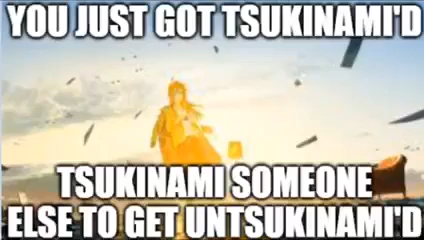 YOU JUST GOT TSUKINAMI'D
TSUKINAMI SOMEONE
ELSE TO GET UNTSUKINAMI'D